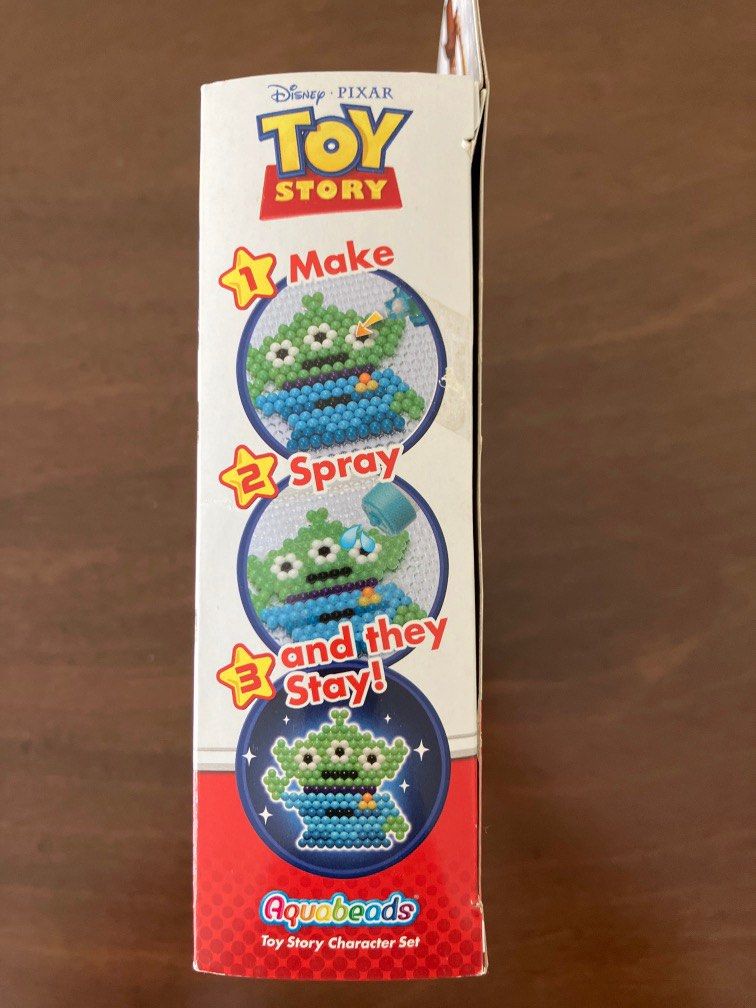 Disney · PIXAR
TOY
STORY
1 Make
2 Spray
3 and they
Stay!
Aquabeads
Toy Story Character Set